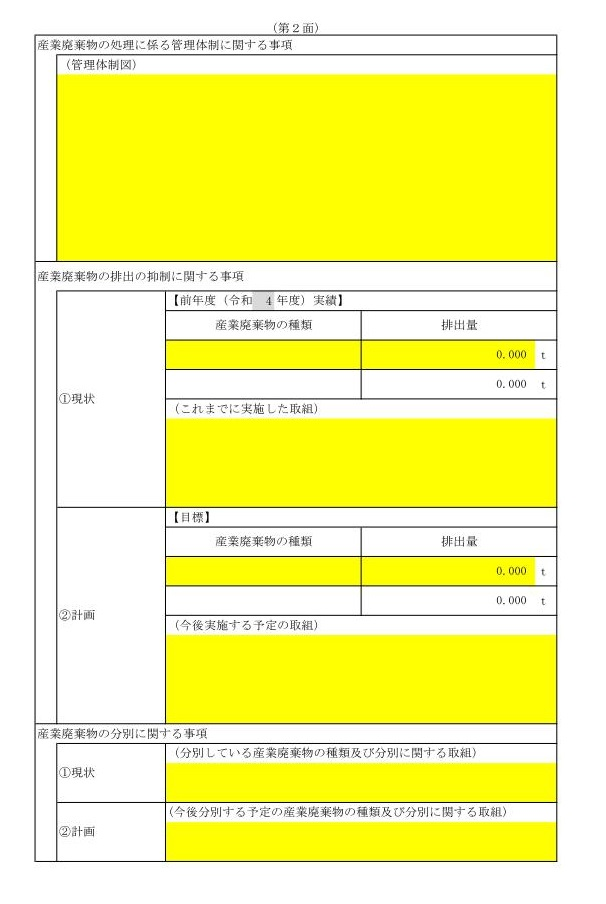 （第２面）
産業廃棄物の処理に係る管理体制に関する事項
（管理体制図）
産業廃棄物の排出の抑制に関する事項
【前年度（令和　4 年度）実績】
産業廃棄物の種類　排出量
0.000　t
0.000　t
①現状
（これまでに実施した取組）
【目標】
産業廃棄物の種類　排出量
0.000　t
0.000　t
②計画
（今後実施する予定の取組）
産業廃棄物の分別に関する事項
（分別している産業廃棄物の種類及び分別に関する取組）
①現状
（今後分別する予定の産業廃棄物の種類及び分別に関する取組）
②計画